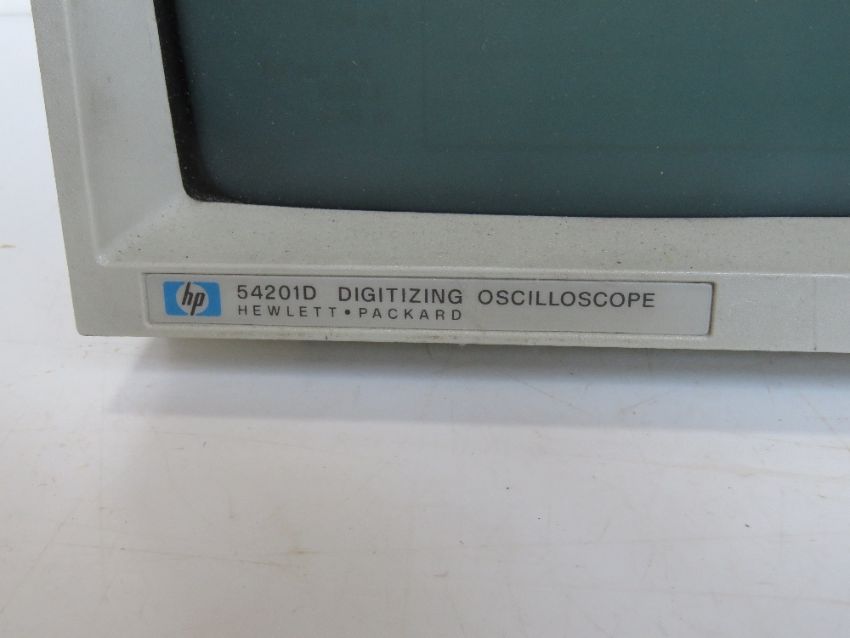 hp 54201D DIGITIZING OSCILLOSCOPE
HEWLETT•PACKARD